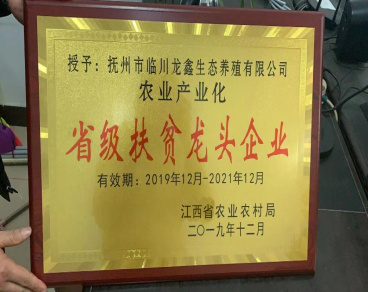 授予：抚州市临川龙鑫生态养殖有限公司
农业产业化
省级扶贫龙头企业
有效期：2019年12月-2021年12月
江西省农业农村局
二〇一九年十二月